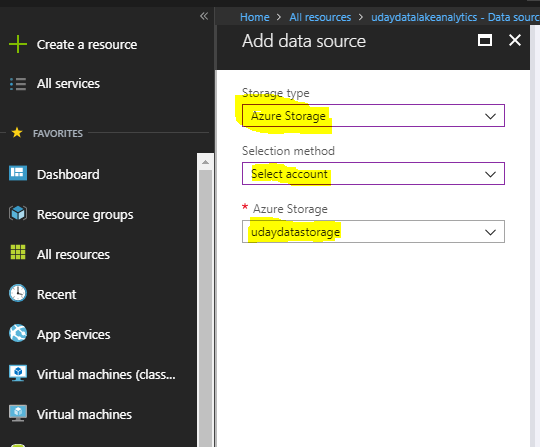 Home > All resources > udaydatalakeanalytics - Data sourc
Create a resource
All services
FAVORITES
Dashboard
Resource groups
All resources
Recent
App Services
Virtual machines (class...
Virtual machines
Add data source
Storage type
Azure Storage
Selection method
Select account
* Azure Storage
udaydatastorage